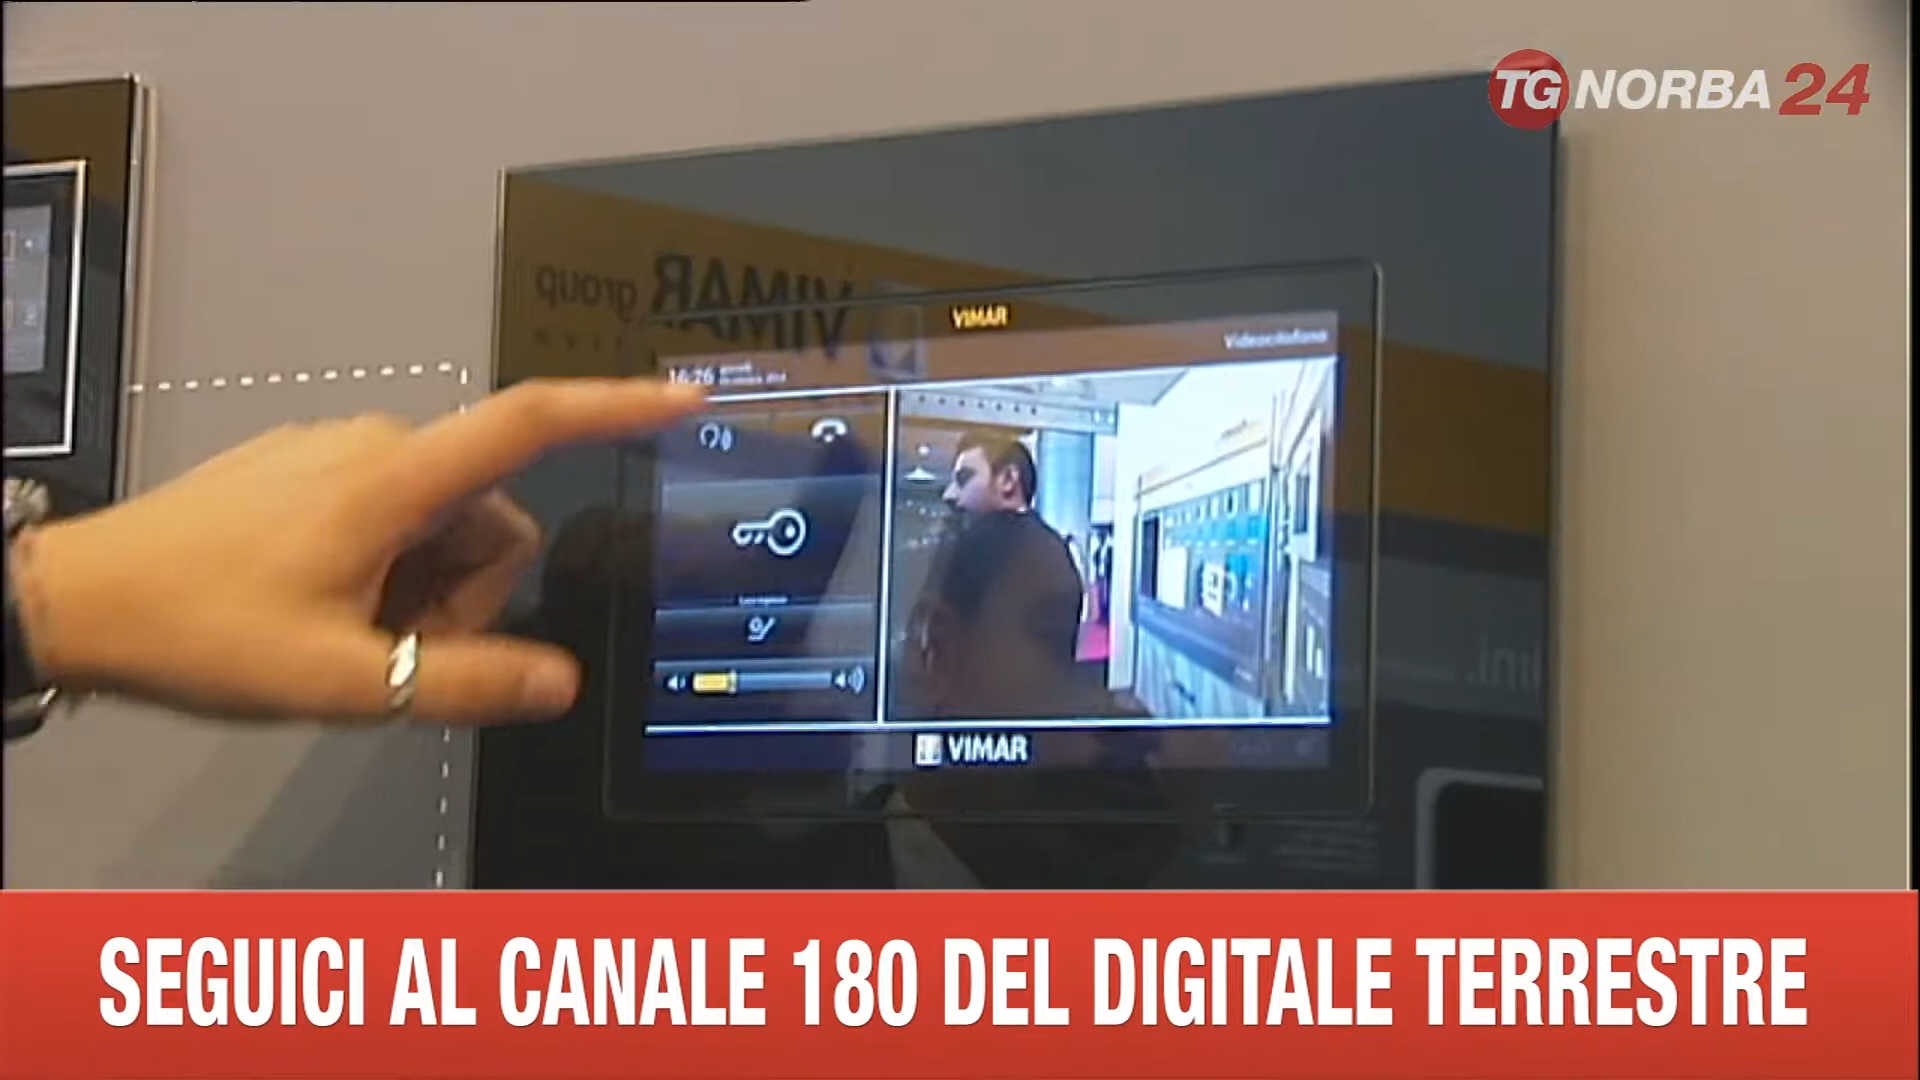 TG NORBA 24
VIMAR group
VIMAR
Videocitofono
16:26
VIMAR
SEGUICI AL CANALE 180 DEL DIGITALE TERRESTRE